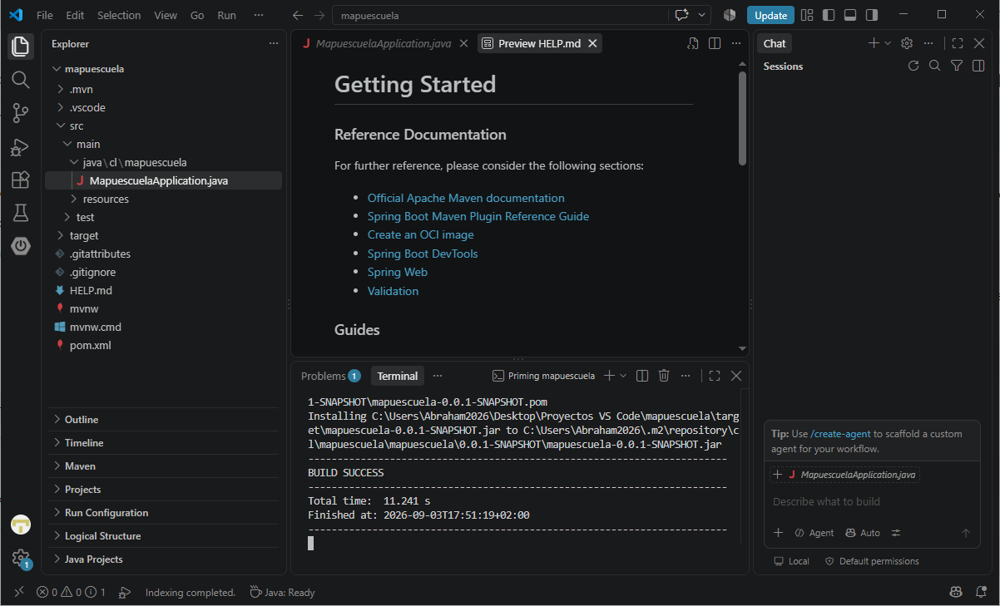 File Edit Selection View Go Run ··· mapuescuela Update
Explorer ···
mapuescuela
.mvn
.vscode
src
main
java\cl\mapuescuela
J MapuescuelaApplication.java
resources
test
target
.gitattributes
.gitignore
HELP.md
mvnw
mvnw.cmd
pom.xml
Outline
Timeline
Maven
Projects
Run Configuration
Logical Structure
Java Projects
1
J MapuescuelaApplication.java Preview HELP.md
Getting Started
Reference Documentation
For further reference, please consider the following sections:
• Official Apache Maven documentation
• Spring Boot Maven Plugin Reference Guide
• Create an OCI image
• Spring Boot DevTools
• Spring Web
• Validation
Guides
Problems 1 Terminal ··· Priming mapuescuela
1-SNAPSHOT\mapuescuela-0.0.1-SNAPSHOT.pom
Installing C:\Users\Abraham2026\Desktop\Proyectos VS Code\mapuescuela\targ
et\mapuescuela-0.0.1-SNAPSHOT.jar to C:\Users\Abraham2026\.m2\repository\c
l\mapuescuela\mapuescuela\0.0.1-SNAPSHOT\mapuescuela-0.0.1-SNAPSHOT.jar
------------------------------------------------------------------------
BUILD SUCCESS
------------------------------------------------------------------------
Total time:  11.241 s
Finished at: 2026-09-03T17:51:19+02:00
------------------------------------------------------------------------
Chat
Sessions
Tip: Use /create-agent to scaffold a custom
agent for your workflow.
J MapuescuelaApplication.java
Describe what to build
Agent Auto
Local Default permissions
0 0 1 Indexing completed. Java: Ready